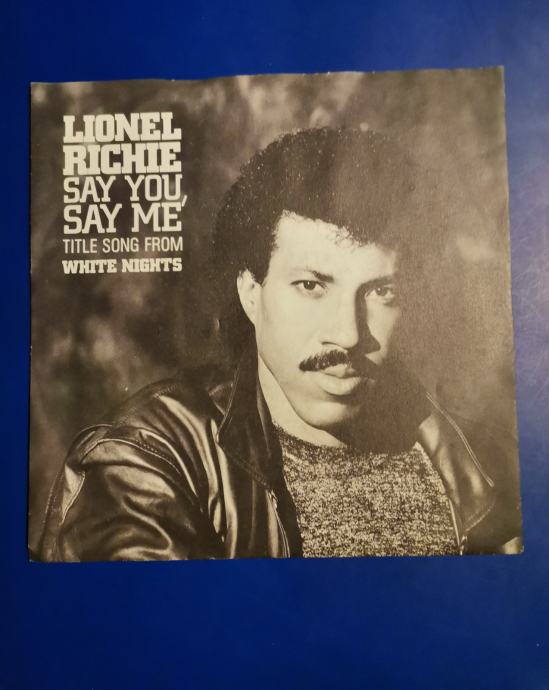 LIONEL
RICHIE
SAY YOU,
SAY ME
TITLE SONG FROM
WHITE NIGHTS